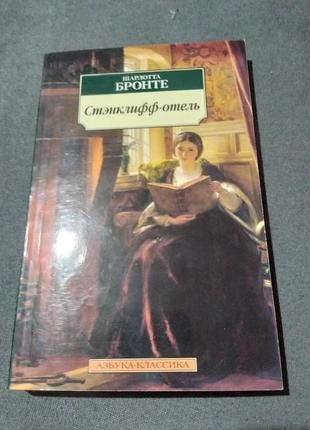 ШАРЛОТТА
БРОНТЕ
Стэнклифф-отель
АЗБУКА-КЛАССИКА